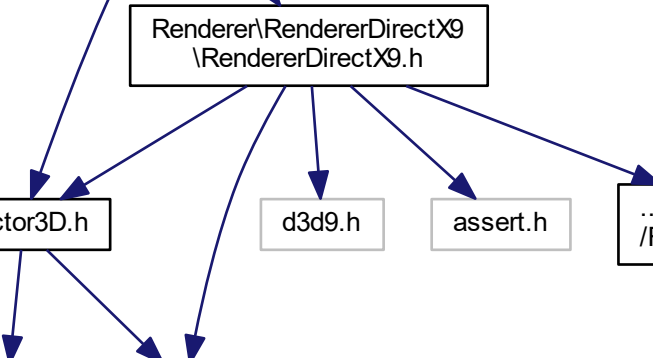 Renderer\RendererDirectX9
\RendererDirectX9.h
ctor3D.h
d3d9.h
assert.h
..
/